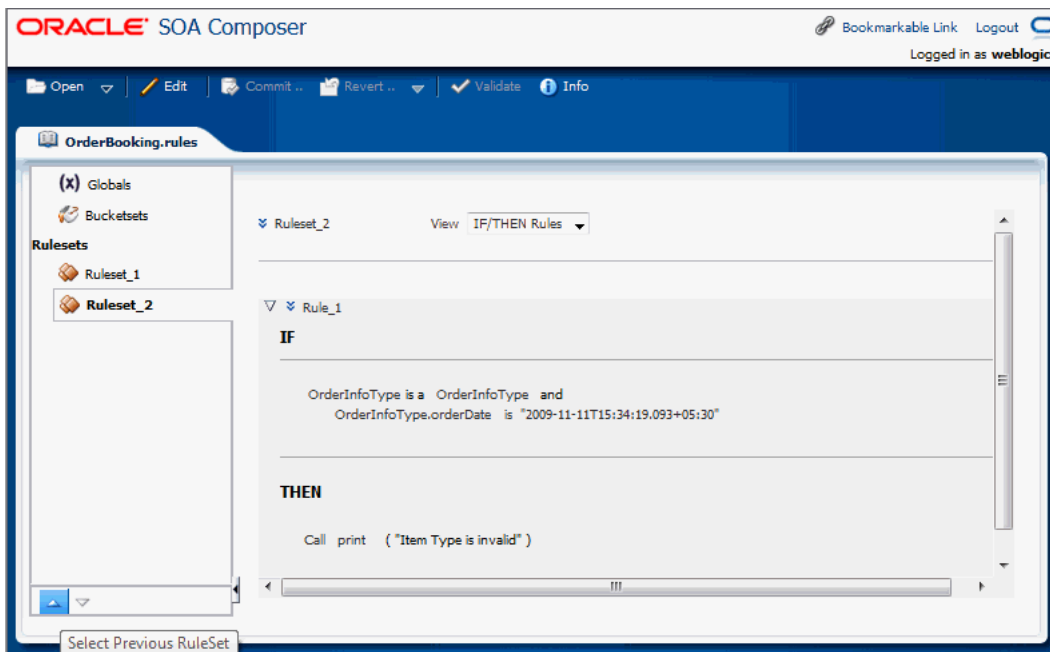 ORACLE SOA Composer
Bookmarkable Link Logout
Logged in as weblogic
Open Edit Commit .. Revert .. Validate Info
OrderBooking.rules
(x) Globals
Bucketsets
Rulesets
Ruleset_1
Ruleset_2
Ruleset_2 View IF/THEN Rules
Rule_1
IF
OrderInfoType is a OrderInfoType and
OrderInfoType.orderDate is "2009-11-11T15:34:19.093+05:30"
THEN
Call print ( "Item Type is invalid" )
Select Previous RuleSet